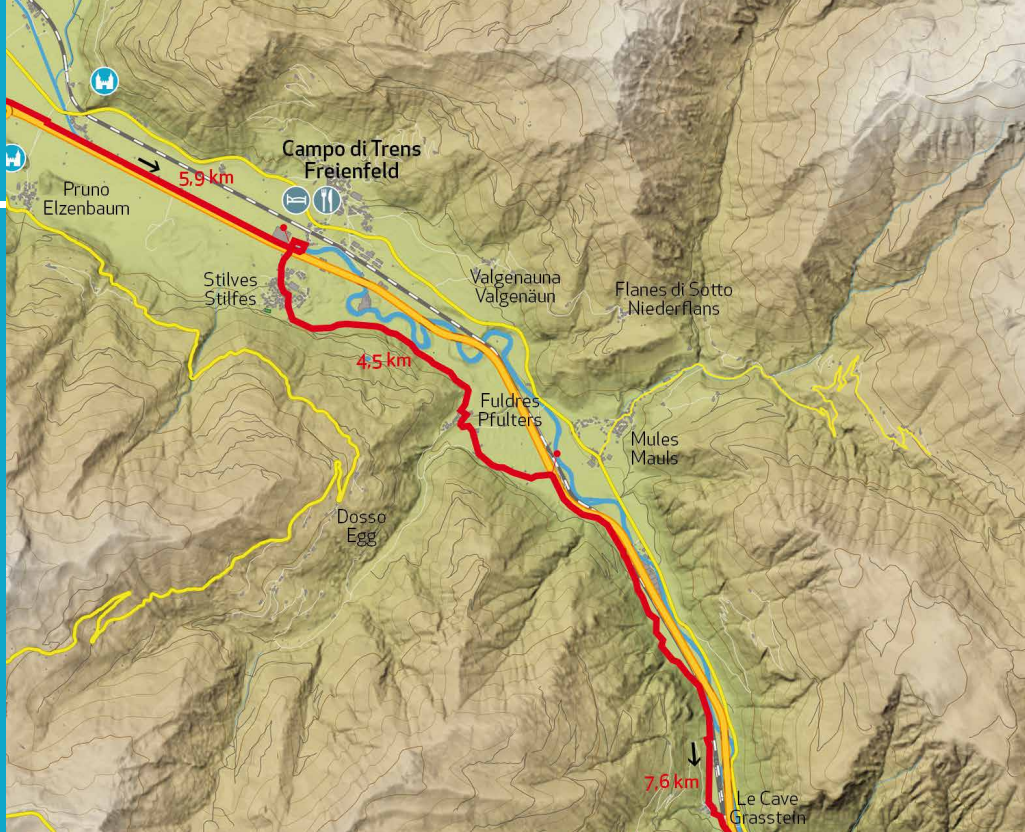 Campo di Trens
Freienfeld
5,9 km
Pruno
Elzenbaum
Stilves
Stilfes
Valgenauna
Valgenäun
Flanes di Sotto
Niederflans
4,5 km
Fuldres
Pfulters
Mules
Mauls
Dosso
Egg
7,6 km
Le Cave
Grasstein